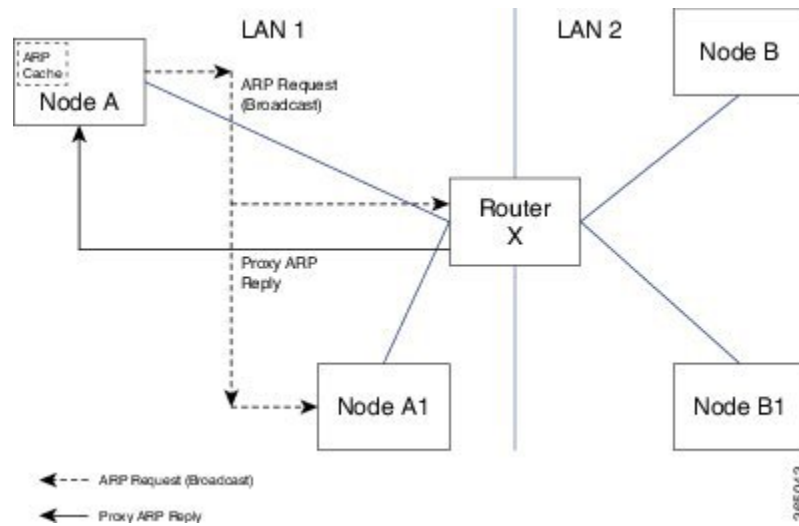 LAN 1
LAN 2
ARP
Cache
Node A
ARP Request
(Broadcast)
Node B
Router
X
Proxy ARP
Reply
Node A1
Node B1
ARP Request (Broadcast)
Proxy ARP Reply